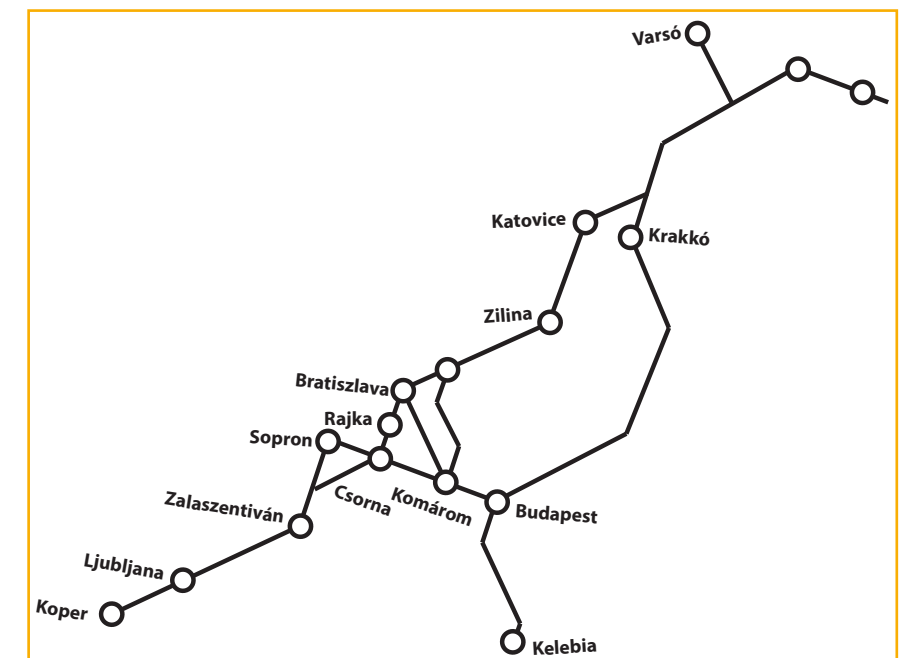 Varsó
Katovice
Krakkó
Zilina
Bratiszlava
Rajka
Sopron
Csorna
Komárom
Zalaszentiván
Budapest
Ljubljana
Koper
Kelebia